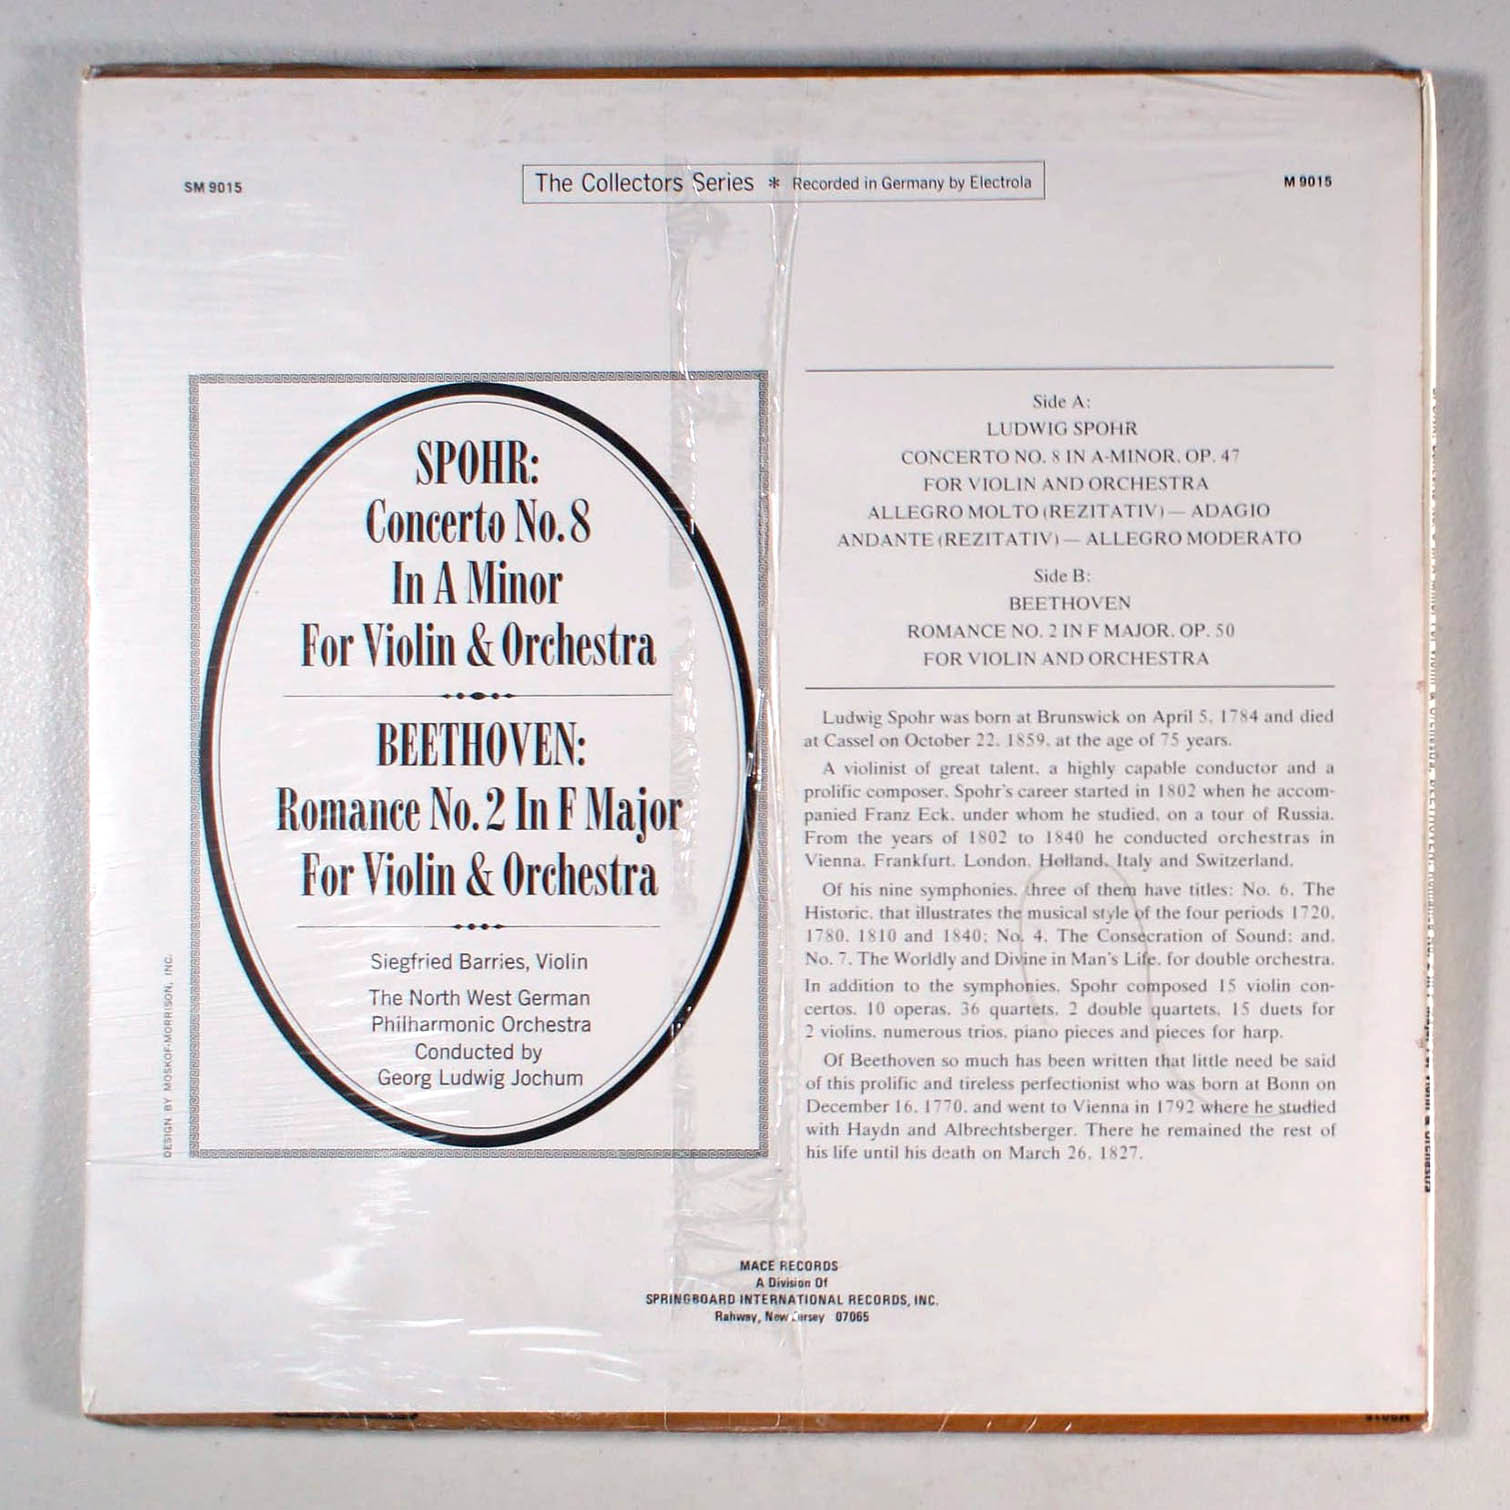 SM 9015
The Collectors Series * Recorded in Germany by Electrola
M 9015
SPOHR:
Concerto No. 8
In A Minor
For Violin & Orchestra
BEETHOVEN:
Romance No. 2 In F Major
For Violin & Orchestra
Siegfried Barries, Violin
The North West German
Philharmonic Orchestra
Conducted by
Georg Ludwig Jochum
DESIGN BY MOSKOF-MORRISON, INC.
Side A:
LUDWIG SPOHR
CONCERTO NO. 8 IN A-MINOR, OP. 47
FOR VIOLIN AND ORCHESTRA
ALLEGRO MOLTO (REZITATIV) — ADAGIO
ANDANTE (REZITATIV) — ALLEGRO MODERATO
Side B:
BEETHOVEN
ROMANCE NO. 2 IN F MAJOR, OP. 50
FOR VIOLIN AND ORCHESTRA
Ludwig Spohr was born at Brunswick on April 5, 1784 and died
at Cassel on October 22, 1859, at the age of 75 years.
A violinist of great talent, a highly capable conductor and a
prolific composer, Spohr's career started in 1802 when he accom-
panied Franz Eck, under whom he studied, on a tour of Russia.
From the years of 1802 to 1840 he conducted orchestras in
Vienna, Frankfurt, London, Holland, Italy and Switzerland.
Of his nine symphonies, three of them have titles: No. 6, The
Historic, that illustrates the musical style of the four periods 1720,
1780, 1810 and 1840; No. 4, The Consecration of Sound; and,
No. 7, The Worldly and Divine in Man's Life, for double orchestra.
In addition to the symphonies, Spohr composed 15 violin con-
certos, 10 operas, 36 quartets, 2 double quartets, 15 duets for
2 violins, numerous trios, piano pieces and pieces for harp.
Of Beethoven so much has been written that little need be said
of this prolific and tireless perfectionist who was born at Bonn on
December 16, 1770, and went to Vienna in 1792 where he studied
with Haydn and Albrechtsberger. There he remained the rest of
his life until his death on March 26, 1827.
MACE RECORDS
A Division Of
SPRINGBOARD INTERNATIONAL RECORDS, INC.
Rahway, New Jersey 07065